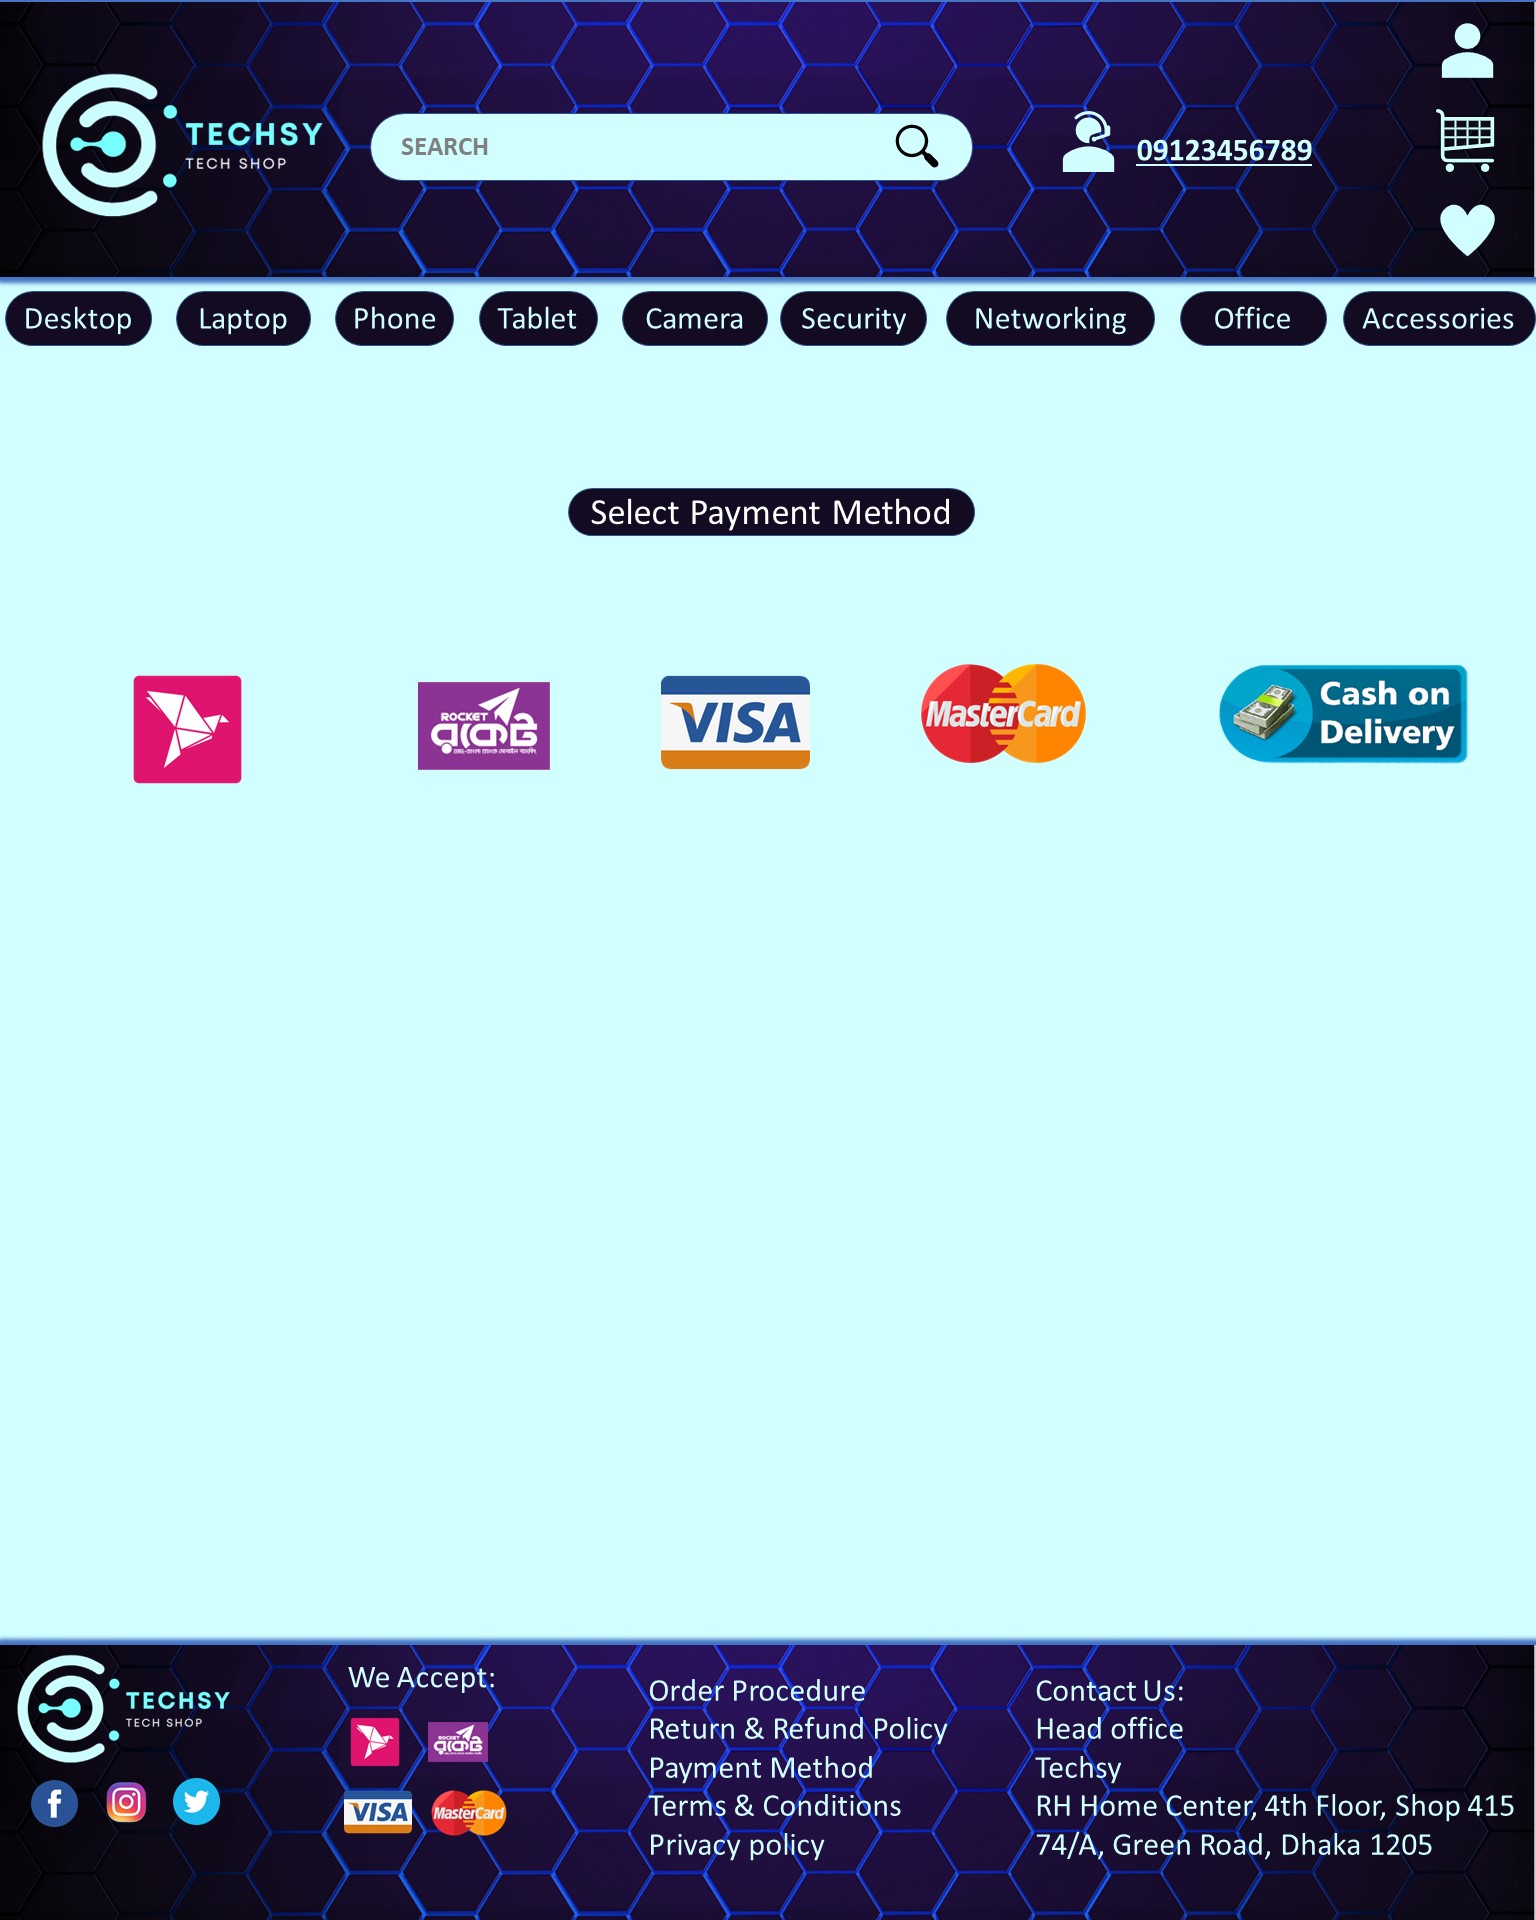 TECHSY
TECH SHOP
SEARCH
09123456789
Desktop
Laptop
Phone
Tablet
Camera
Security
Networking
Office
Accessories
Select Payment Method
ROCKET
রকেট
VISA
MasterCard
Cash on
Delivery
TECHSY
TECH SHOP
We Accept:
ROCKET
রকেট
VISA
MasterCard
Order Procedure
Return & Refund Policy
Payment Method
Terms & Conditions
Privacy policy
Contact Us:
Head office
Techsy
RH Home Center, 4th Floor, Shop 415
74/A, Green Road, Dhaka 1205